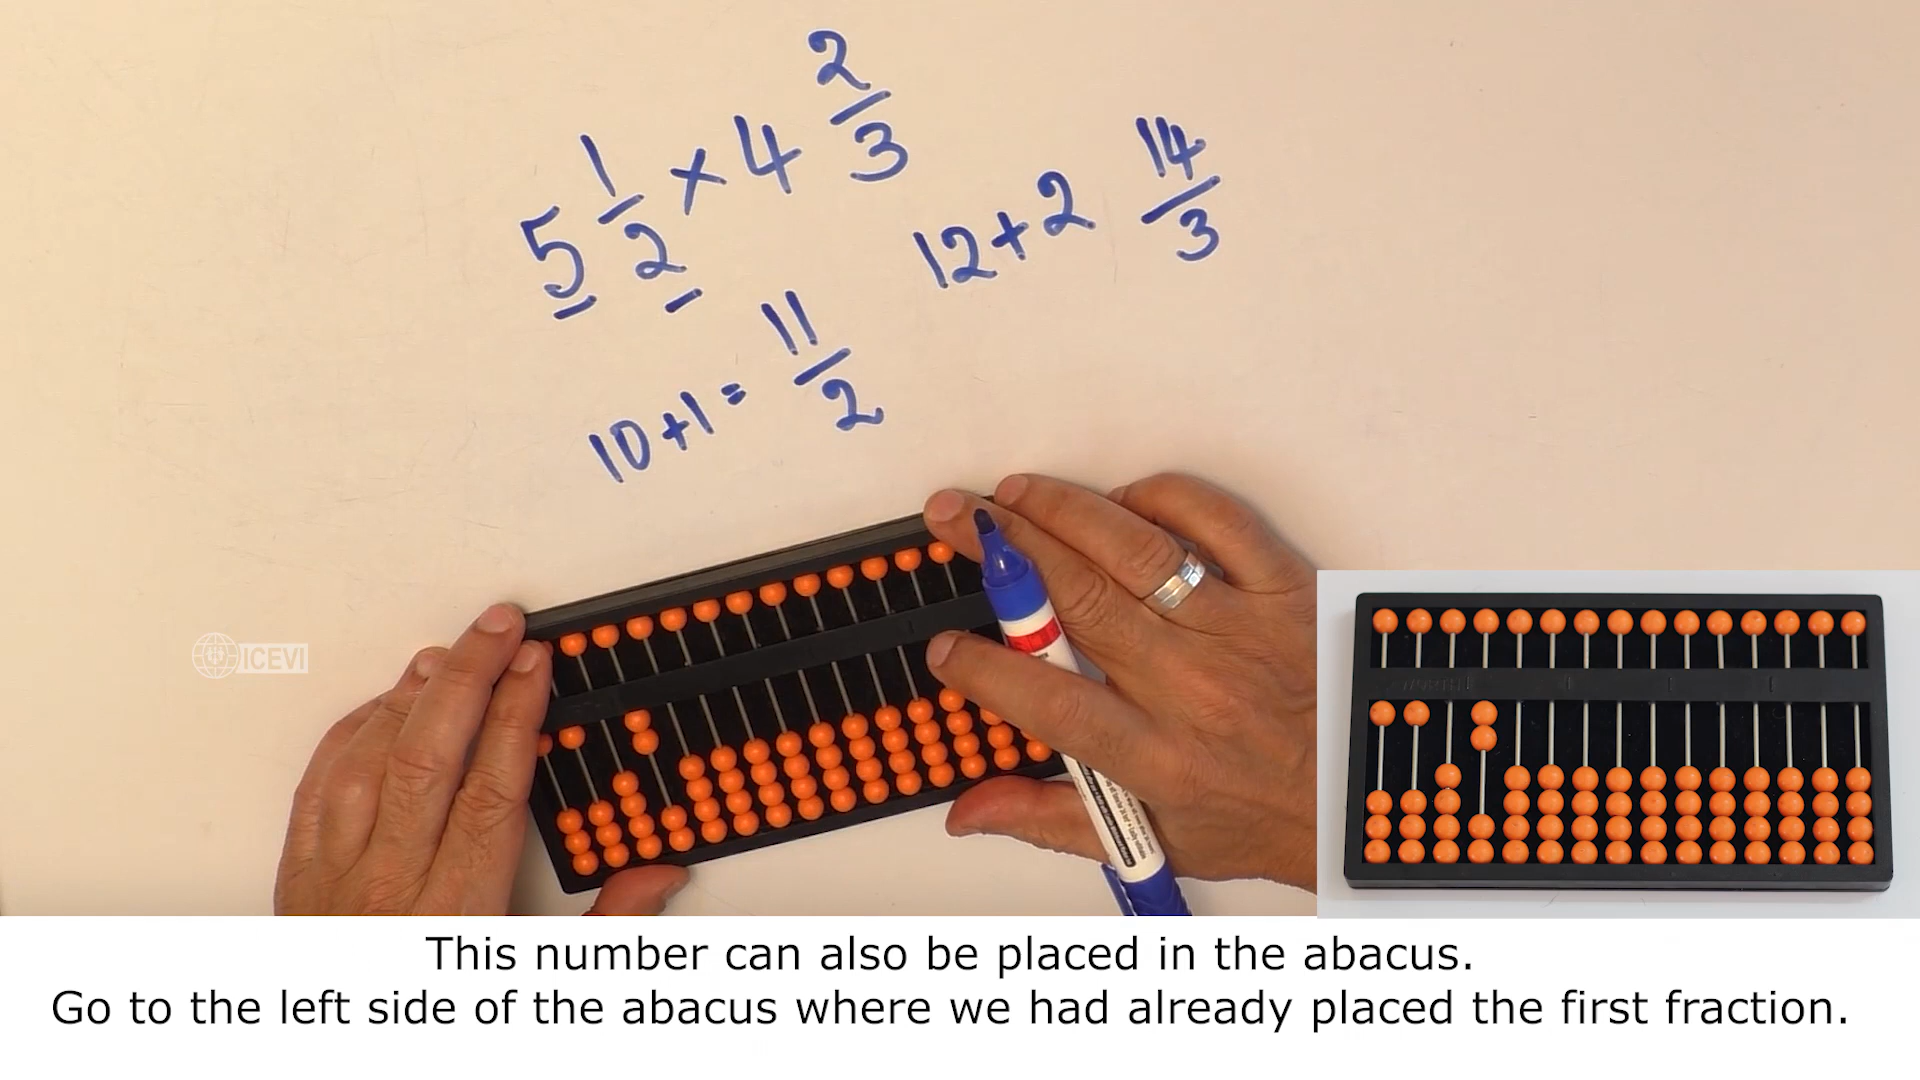 5 1/2 × 4 2/3
12+2 14/3
10+1= 11/2
ICEVI
This number can also be placed in the abacus.
Go to the left side of the abacus where we had already placed the first fraction.